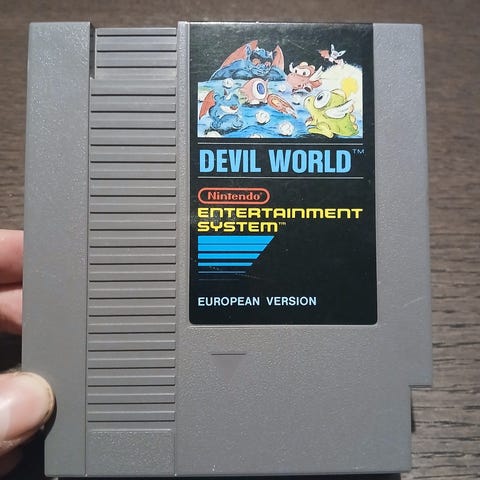 DEVIL WORLD™
Nintendo®
ENTERTAINMENT
SYSTEM™
EUROPEAN VERSION